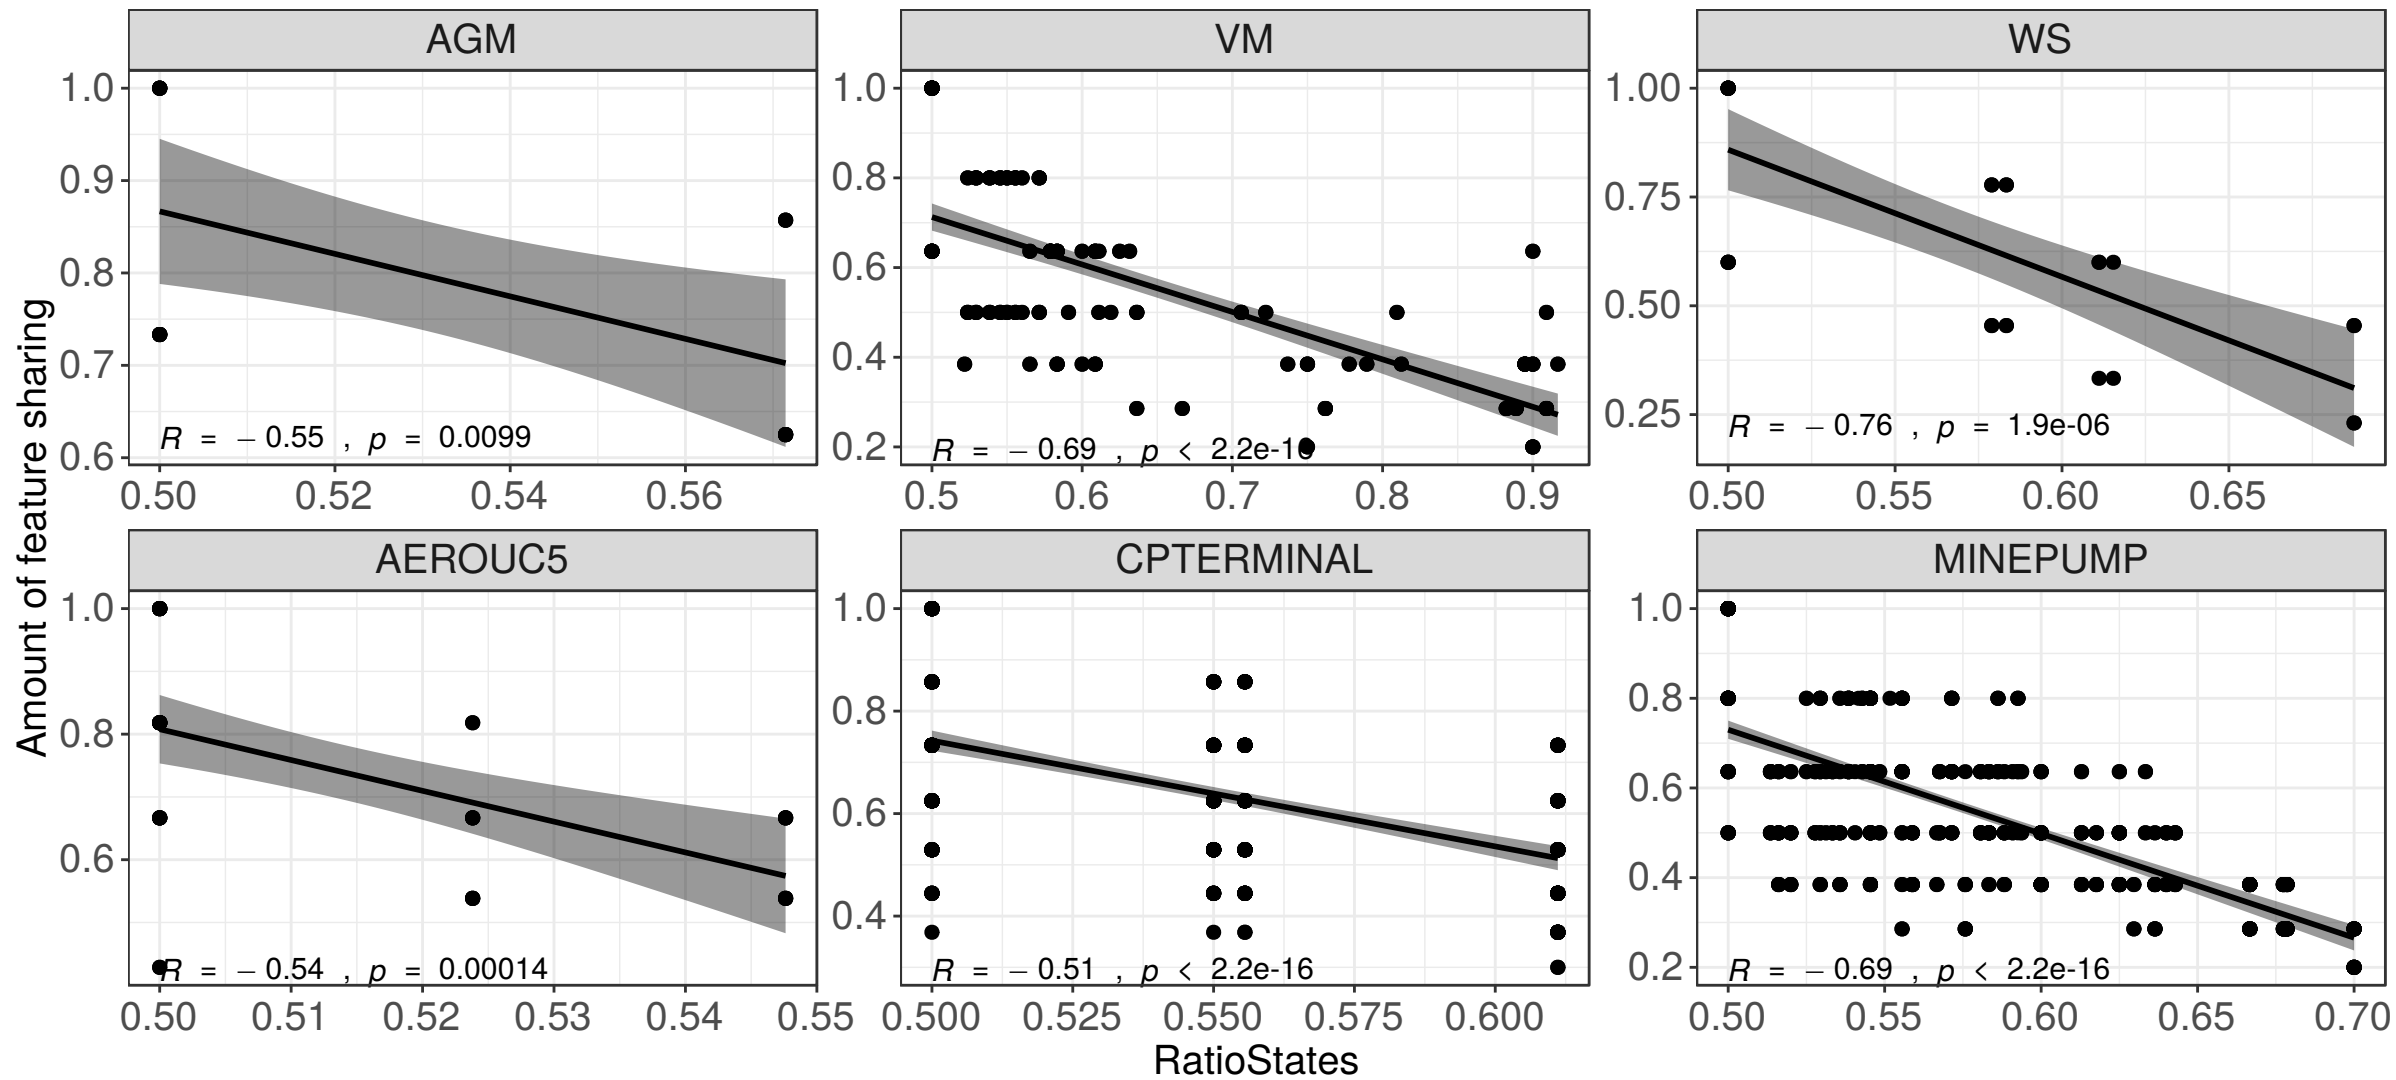 AGM
VM
WS
Amount of feature sharing
1.0
0.9
0.8
0.7
0.6
R = − 0.55 , p = 0.0099
0.50 0.52 0.54 0.56
1.0
0.8
0.6
0.4
0.2
R = − 0.69 , p < 2.2e-16
0.5 0.6 0.7 0.8 0.9
1.00
0.75
0.50
0.25
R = − 0.76 , p = 1.9e-06
0.50 0.55 0.60 0.65
AEROUC5
CPTERMINAL
MINEPUMP
1.0
0.8
0.6
R = − 0.54 , p = 0.00014
0.50 0.51 0.52 0.53 0.54 0.55
1.0
0.8
0.6
0.4
R = − 0.51 , p < 2.2e-16
0.500 0.525 0.550 0.575 0.600
1.0
0.8
0.6
0.4
0.2
R = − 0.69 , p < 2.2e-16
0.50 0.55 0.60 0.65 0.70
RatioStates